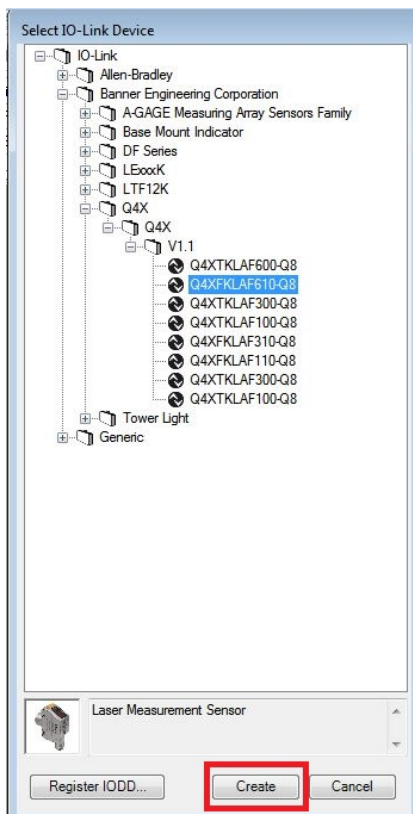 Select IO-Link Device
IO-Link
Allen-Bradley
Banner Engineering Corporation
A-GAGE Measuring Array Sensors Family
Base Mount Indicator
DF Series
LExxxK
LTF12K
Q4X
Q4X
V1.1
Q4XTKLAF600-Q8
Q4XFKLAF610-Q8
Q4XTKLAF300-Q8
Q4XTKLAF100-Q8
Q4XFKLAF310-Q8
Q4XFKLAF110-Q8
Q4XTKLAF300-Q8
Q4XTKLAF100-Q8
Tower Light
Generic
Laser Measurement Sensor
Register IODD... Create Cancel